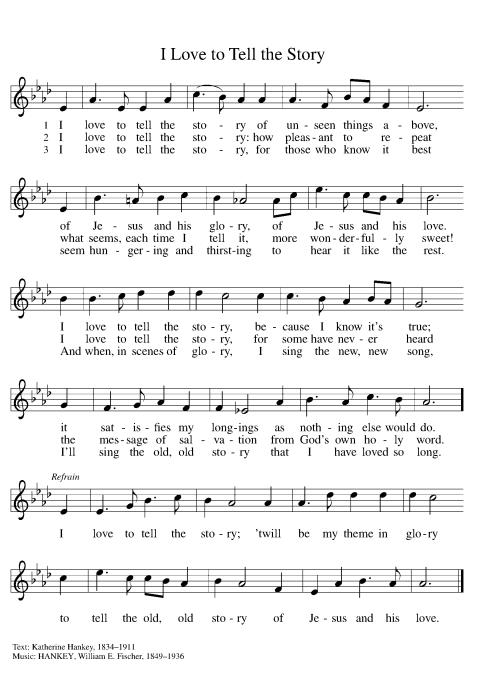 I Love to Tell the Story
1 I love to tell the sto - ry of un - seen things a - bove,
2 I love to tell the sto - ry: how pleas - ant to re - peat
3 I love to tell the sto - ry, for those who know it best
of Je - sus and his glo - ry, of Je - sus and his love.
what seems, each time I tell it, more won - der - ful - ly sweet!
seem hun - ger - ing and thirst - ing to hear it like the rest.
I love to tell the sto - ry, be - cause I know it's true;
I love to tell the sto - ry, for some have nev - er heard
And when, in scenes of glo - ry, I sing the new, new song,
it sat - is - fies my long - ings as noth - ing else would do.
the mes - sage of sal - va - tion from God's own ho - ly word.
I'll sing the old, old sto - ry that I have loved so long.
Refrain
I love to tell the sto - ry; 'twill be my theme in glo - ry
to tell the old, old sto - ry of Je - sus and his love.
Text: Katherine Hankey, 1834–1911
Music: HANKEY, William E. Fischer, 1849–1936